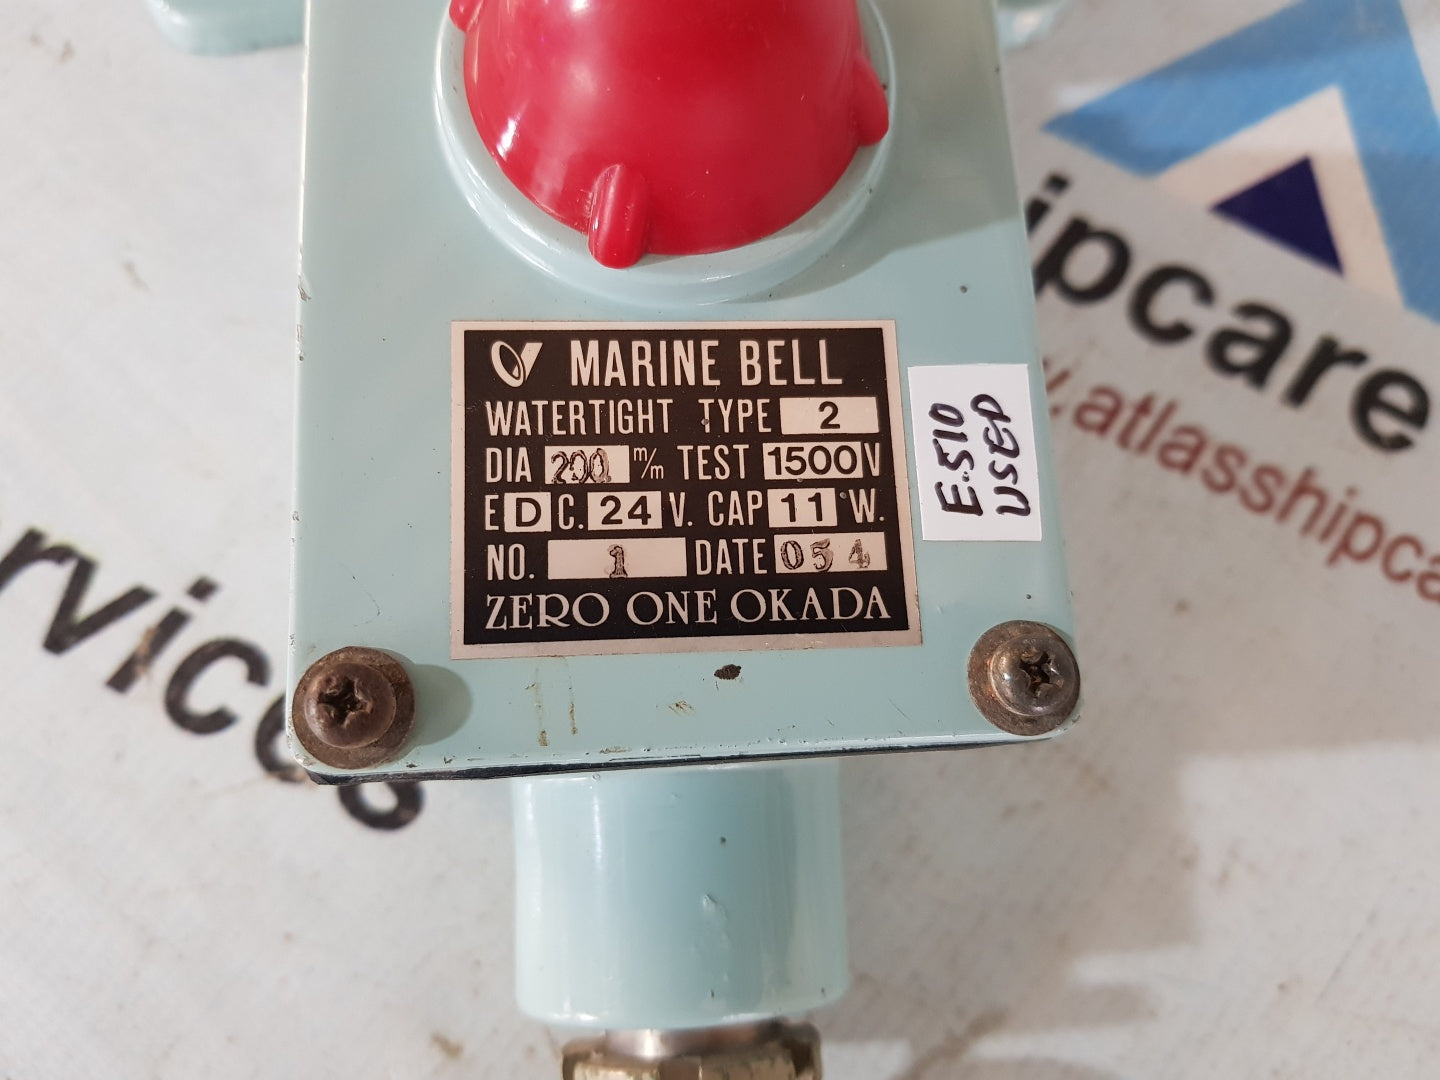 MARINE BELL
WATERTIGHT TYPE 2
DIA 200 m/m TEST 1500V
E D C. 24 V. CAP 11 W.
NO. 1 DATE 054
ZERO ONE OKADA
E.510
USED
ipcare
.atlasshipca
rvices